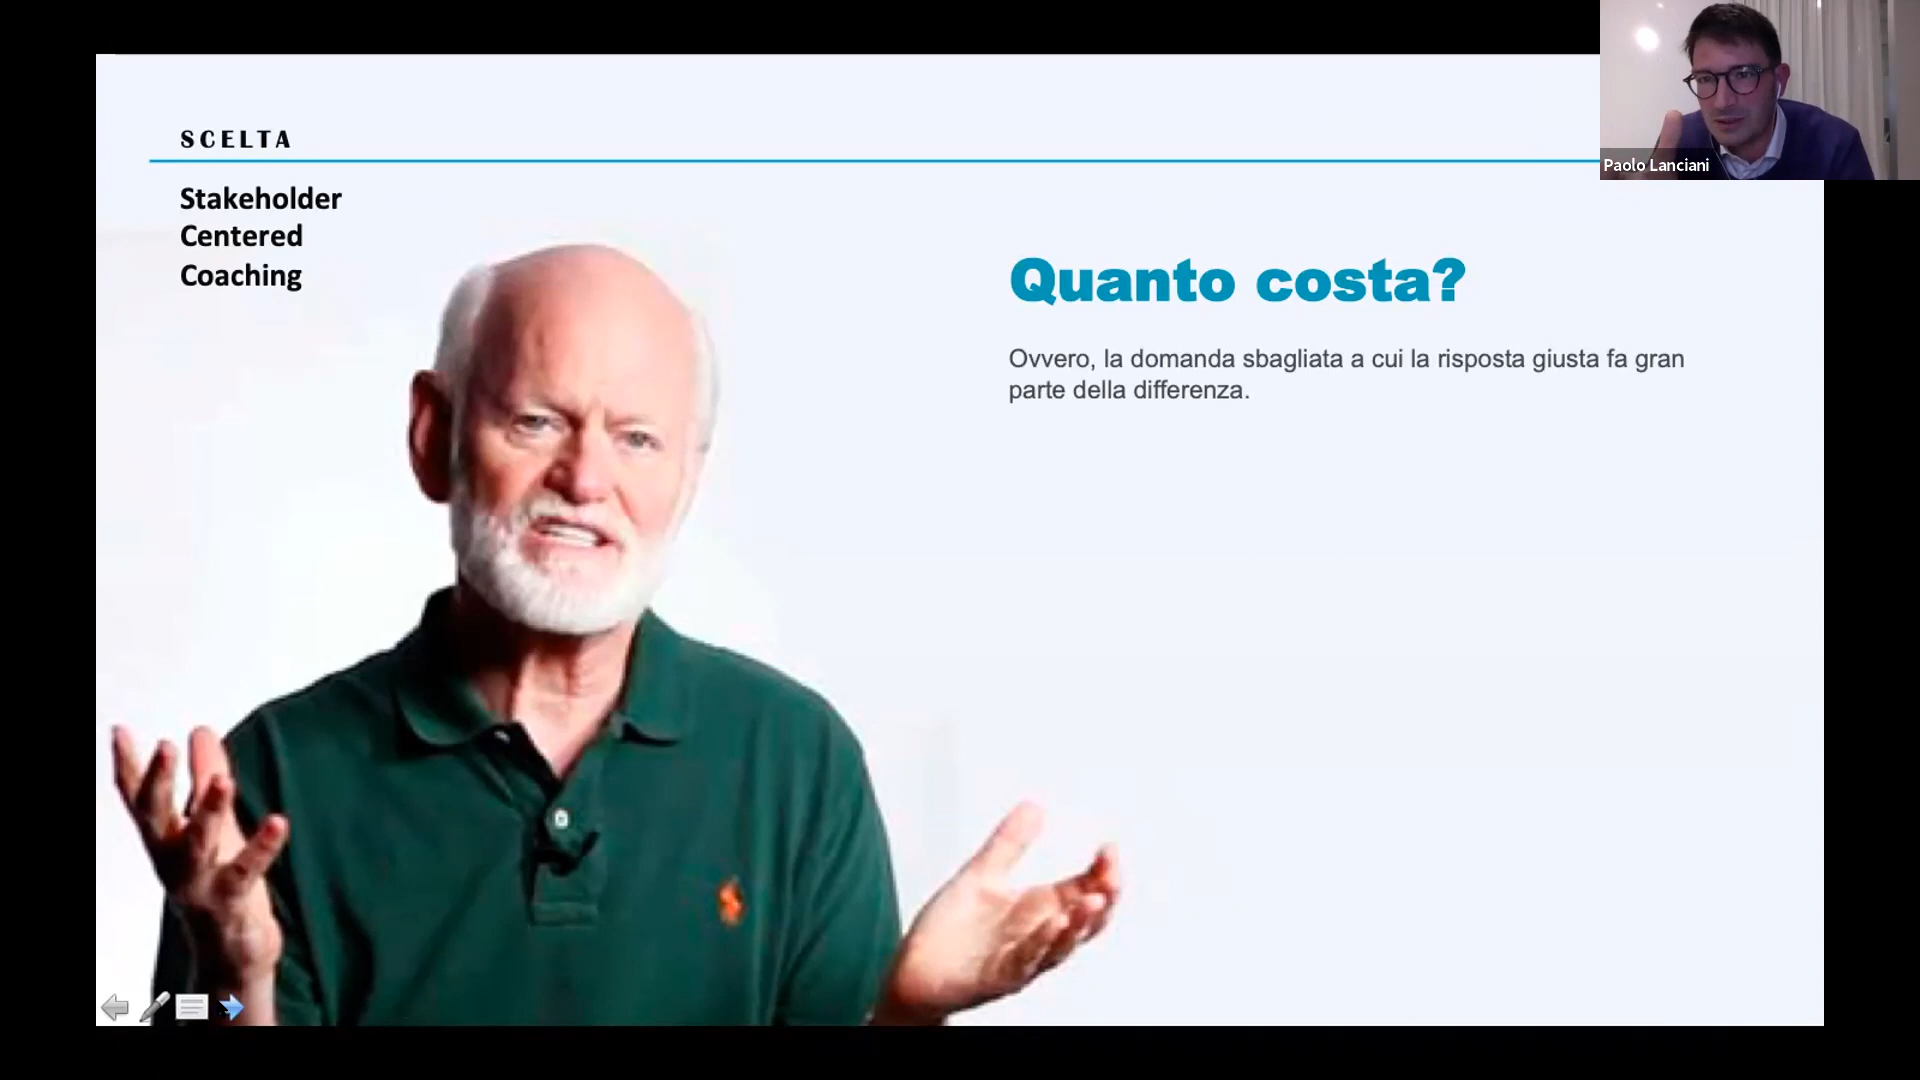 SCELTA
Stakeholder
Centered
Coaching
Quanto costa?
Ovvero, la domanda sbagliata a cui la risposta giusta fa gran
parte della differenza.
Paolo Lanciani